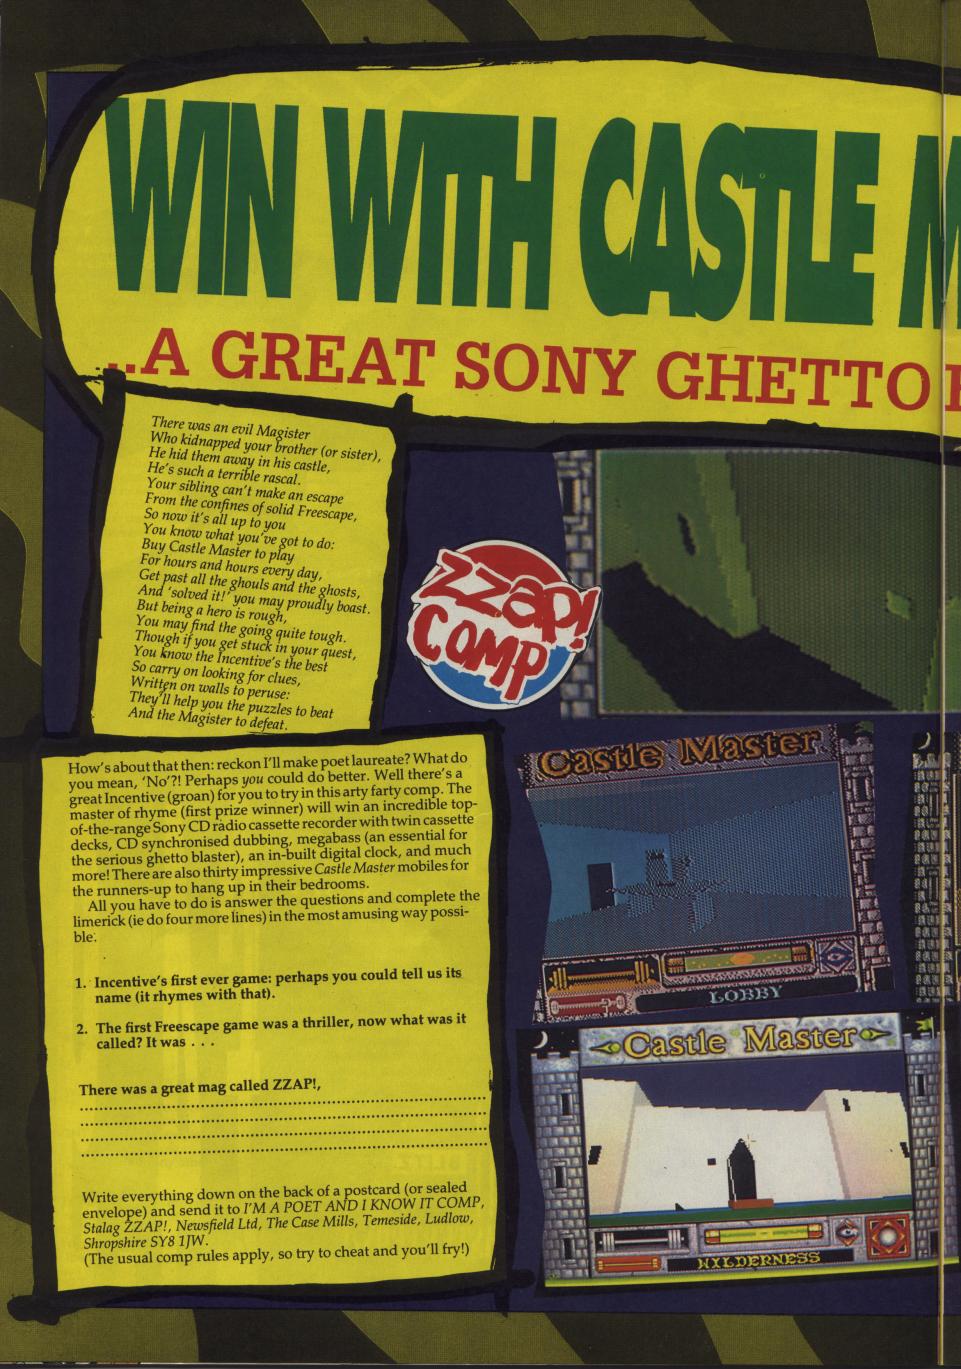 WIN WITH CASTLE M
...A GREAT SONY GHETTO
There was an evil Magister
Who kidnapped your brother (or sister),
He hid them away in his castle,
He's such a terrible rascal.
Your sibling can't make an escape
From the confines of solid Freescape,
So now it's all up to you
You know what you've got to do:
Buy Castle Master to play
For hours and hours every day,
Get past all the ghouls and the ghosts,
And 'solved it!' you may proudly boast.
But being a hero is rough,
You may find the going quite tough.
Though if you get stuck in your quest,
You know the Incentive's the best
So carry on looking for clues,
Written on walls to peruse:
They'll help you the puzzles to beat
And the Magister to defeat.
ZZAP!
COMP
How's about that then: reckon I'll make poet laureate? What do
you mean, 'No'?! Perhaps you could do better. Well there's a
great Incentive (groan) for you to try in this arty farty comp. The
master of rhyme (first prize winner) will win an incredible top-
of-the-range Sony CD radio cassette recorder with twin cassette
decks, CD synchronised dubbing, megabass (an essential for
the serious ghetto blaster), an in-built digital clock, and much
more! There are also thirty impressive Castle Master mobiles for
the runners-up to hang up in their bedrooms.
All you have to do is answer the questions and complete the
limerick (ie do four more lines) in the most amusing way possi-
ble:
1. Incentive's first ever game: perhaps you could tell us its
name (it rhymes with that).
2. The first Freescape game was a thriller, now what was it
called? It was . . .
There was a great mag called ZZAP!,
Write everything down on the back of a postcard (or sealed
envelope) and send it to I'M A POET AND I KNOW IT COMP,
Stalag ZZAP!, Newsfield Ltd, The Case Mills, Temeside, Ludlow,
Shropshire SY8 1JW.
(The usual comp rules apply, so try to cheat and you'll fry!)
Castle Master
LOBBY
Castle Master
WILDERNESS